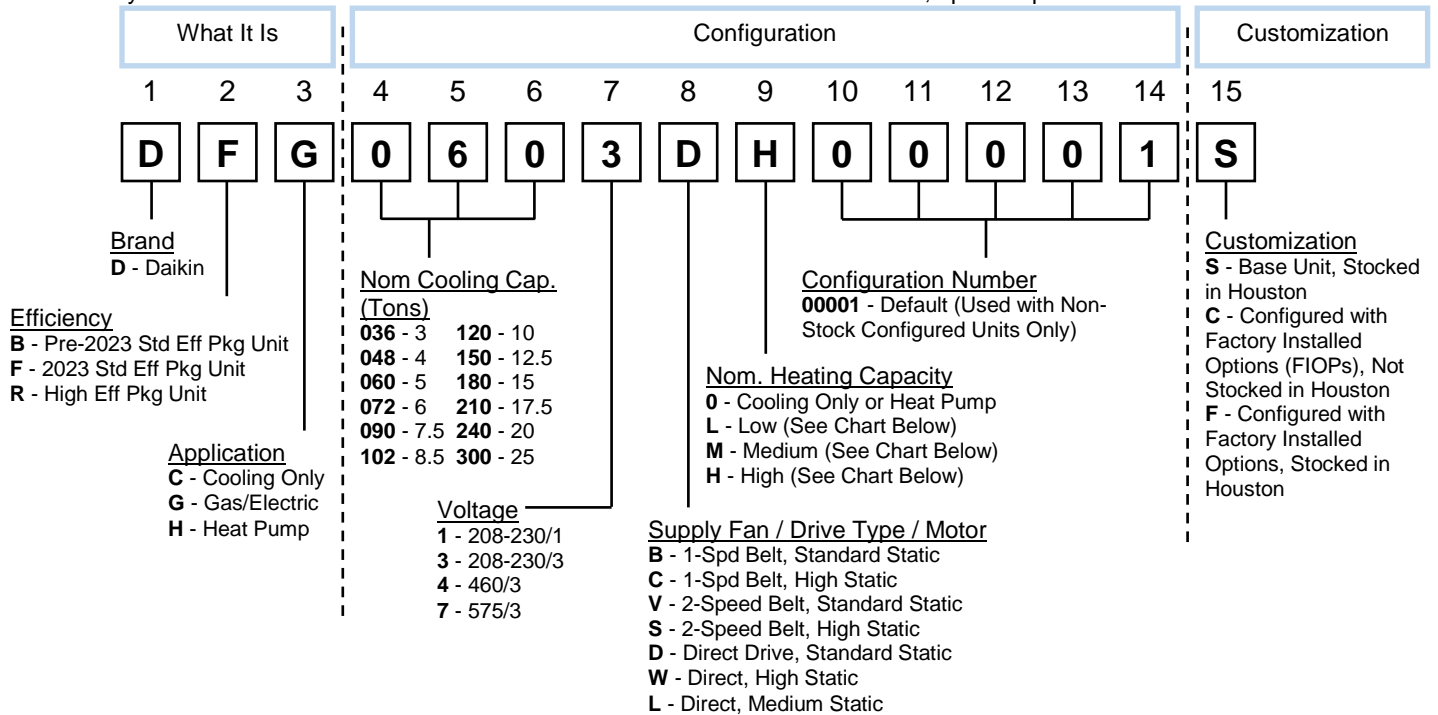 What It Is
Configuration
Customization
1 2 3 4 5 6 7 8 9 10 11 12 13 14 15
D F G 0 6 0 3 D H 0 0 0 0 1 S
Brand
D - Daikin
Efficiency
B - Pre-2023 Std Eff Pkg Unit
F - 2023 Std Eff Pkg Unit
R - High Eff Pkg Unit
Application
C - Cooling Only
G - Gas/Electric
H - Heat Pump
Nom Cooling Cap.
(Tons)
036 - 3 120 - 10
048 - 4 150 - 12.5
060 - 5 180 - 15
072 - 6 210 - 17.5
090 - 7.5 240 - 20
102 - 8.5 300 - 25
Voltage
1 - 208-230/1
3 - 208-230/3
4 - 460/3
7 - 575/3
Supply Fan / Drive Type / Motor
B - 1-Spd Belt, Standard Static
C - 1-Spd Belt, High Static
V - 2-Speed Belt, Standard Static
S - 2-Speed Belt, High Static
D - Direct Drive, Standard Static
W - Direct, High Static
L - Direct, Medium Static
Nom. Heating Capacity
0 - Cooling Only or Heat Pump
L - Low (See Chart Below)
M - Medium (See Chart Below)
H - High (See Chart Below)
Configuration Number
00001 - Default (Used with Non-
Stock Configured Units Only)
Customization
S - Base Unit, Stocked
in Houston
C - Configured with
Factory Installed
Options (FIOPs), Not
Stocked in Houston
F - Configured with
Factory Installed
Options, Stocked in
Houston